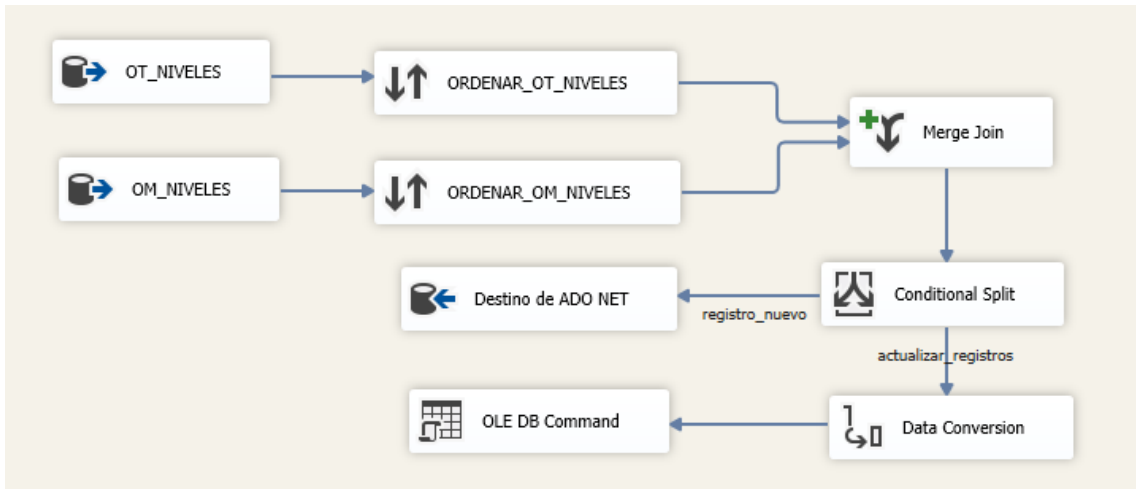 OT_NIVELES
ORDENAR_OT_NIVELES
Merge Join
OM_NIVELES
ORDENAR_OM_NIVELES
Destino de ADO NET
registro_nuevo
Conditional Split
actualizar_registros
OLE DB Command
Data Conversion